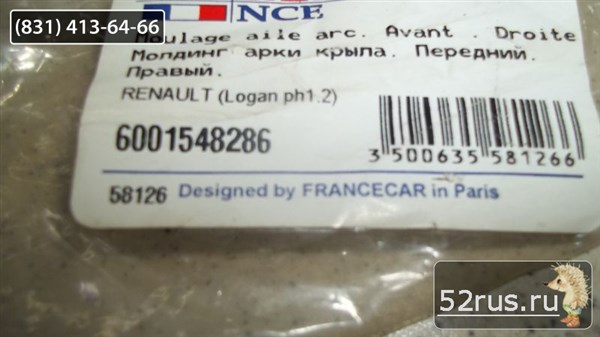 (831) 413-64-66
NCE
Moulage aile arc. Avant . Droite
Молдинг арки крыла. Передний.
Правый.
RENAULT (Logan ph1.2)
6001548286
3 500635 581266
58126 Designed by FRANCECAR in Paris
52rus.ru